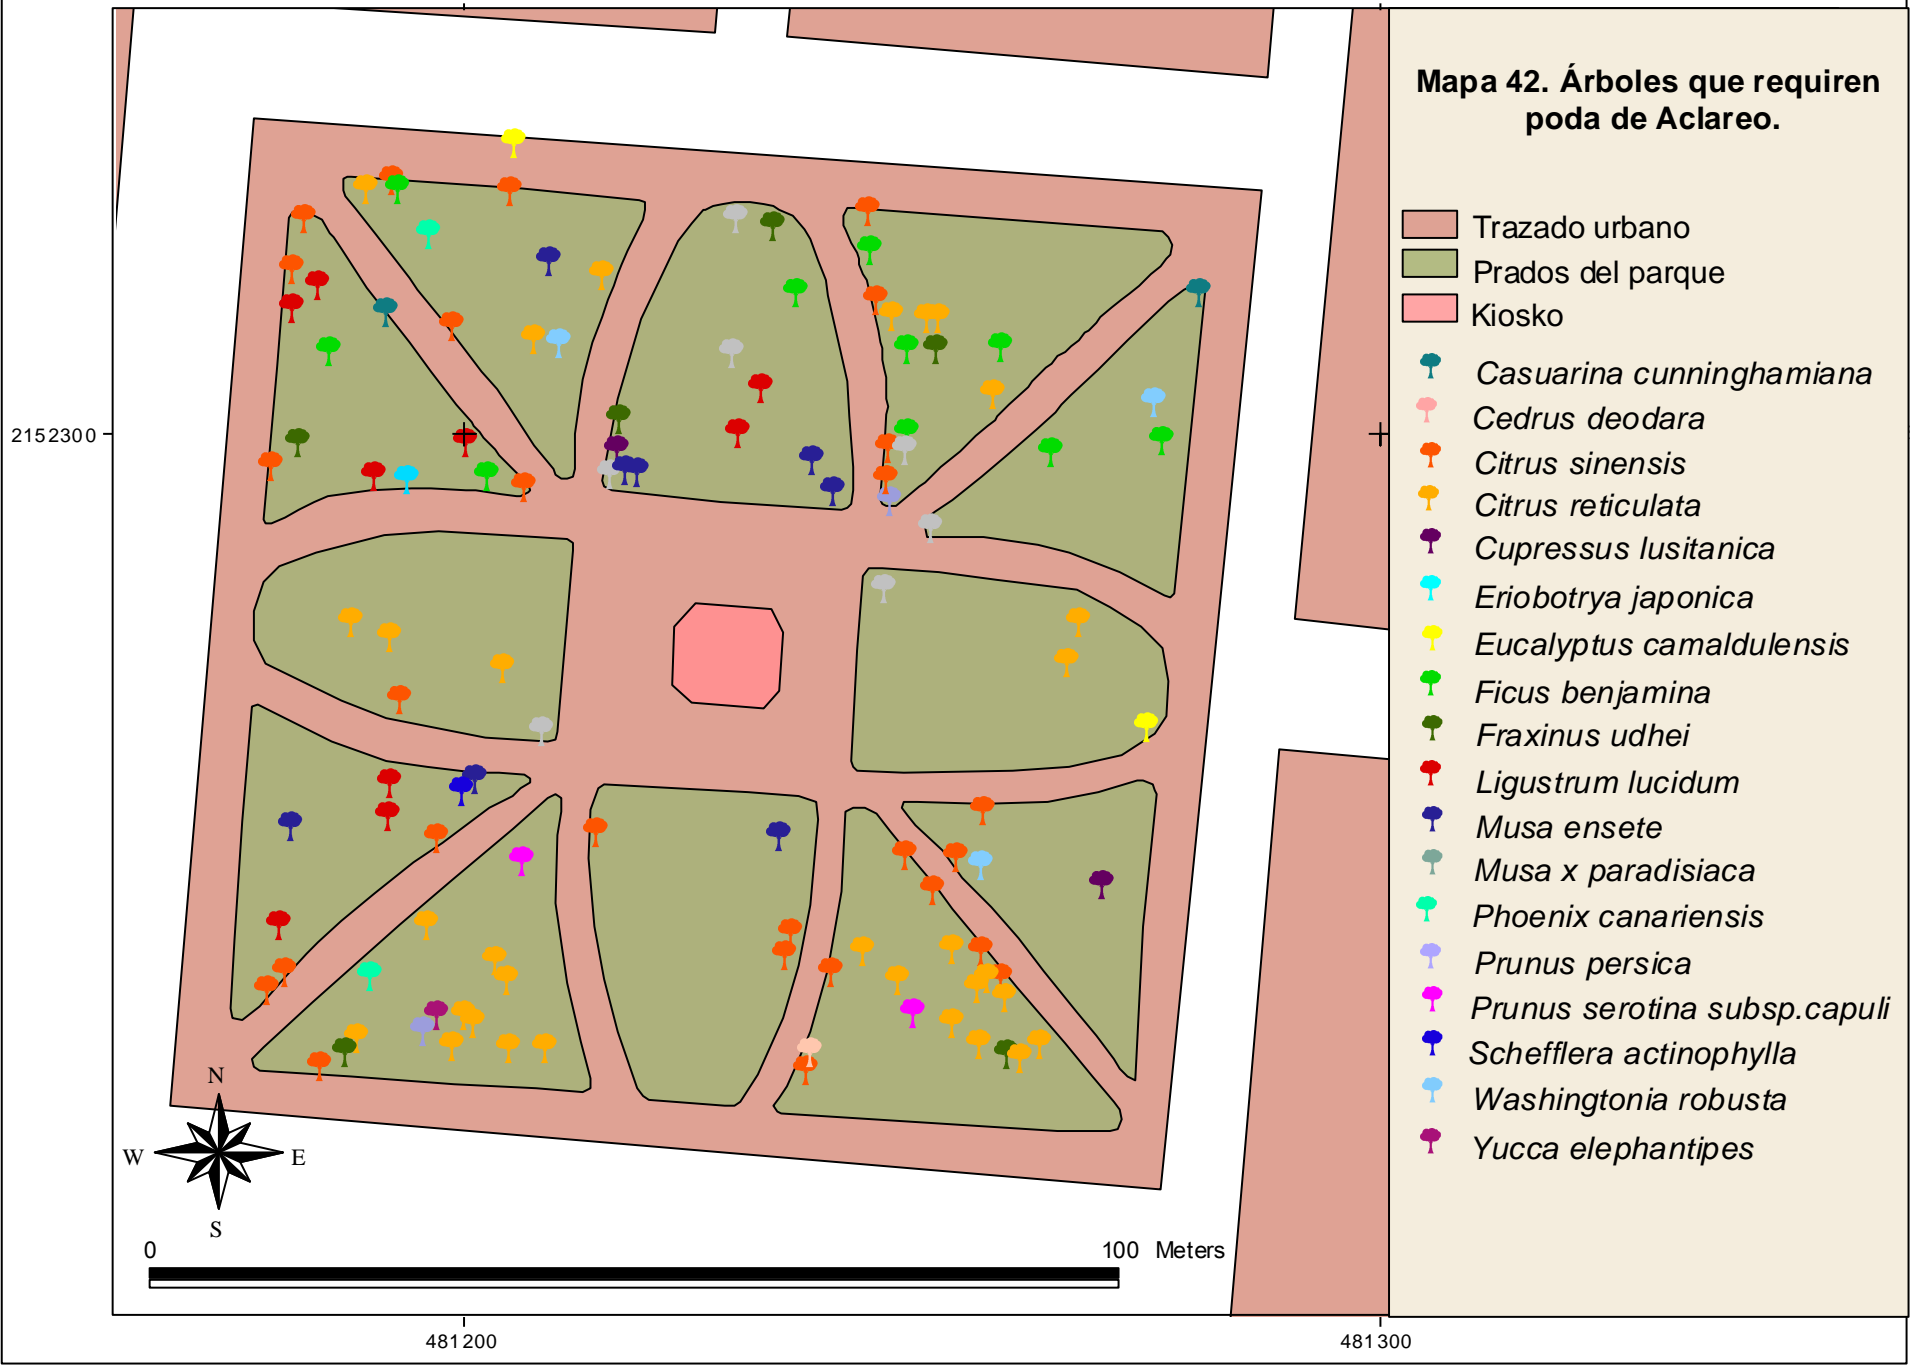 Mapa 42. Árboles que requiren
poda de Aclareo.
Trazado urbano
Prados del parque
Kiosko
Casuarina cunninghamiana
Cedrus deodara
Citrus sinensis
Citrus reticulata
Cupressus lusitanica
Eriobotrya japonica
Eucalyptus camaldulensis
Ficus benjamina
Fraxinus udhei
Ligustrum lucidum
Musa ensete
Musa x paradisiaca
Phoenix canariensis
Prunus persica
Prunus serotina subsp.capuli
Schefflera actinophylla
Washingtonia robusta
Yucca elephantipes
2152300
N
W E
S
0 100 Meters
481200 481300